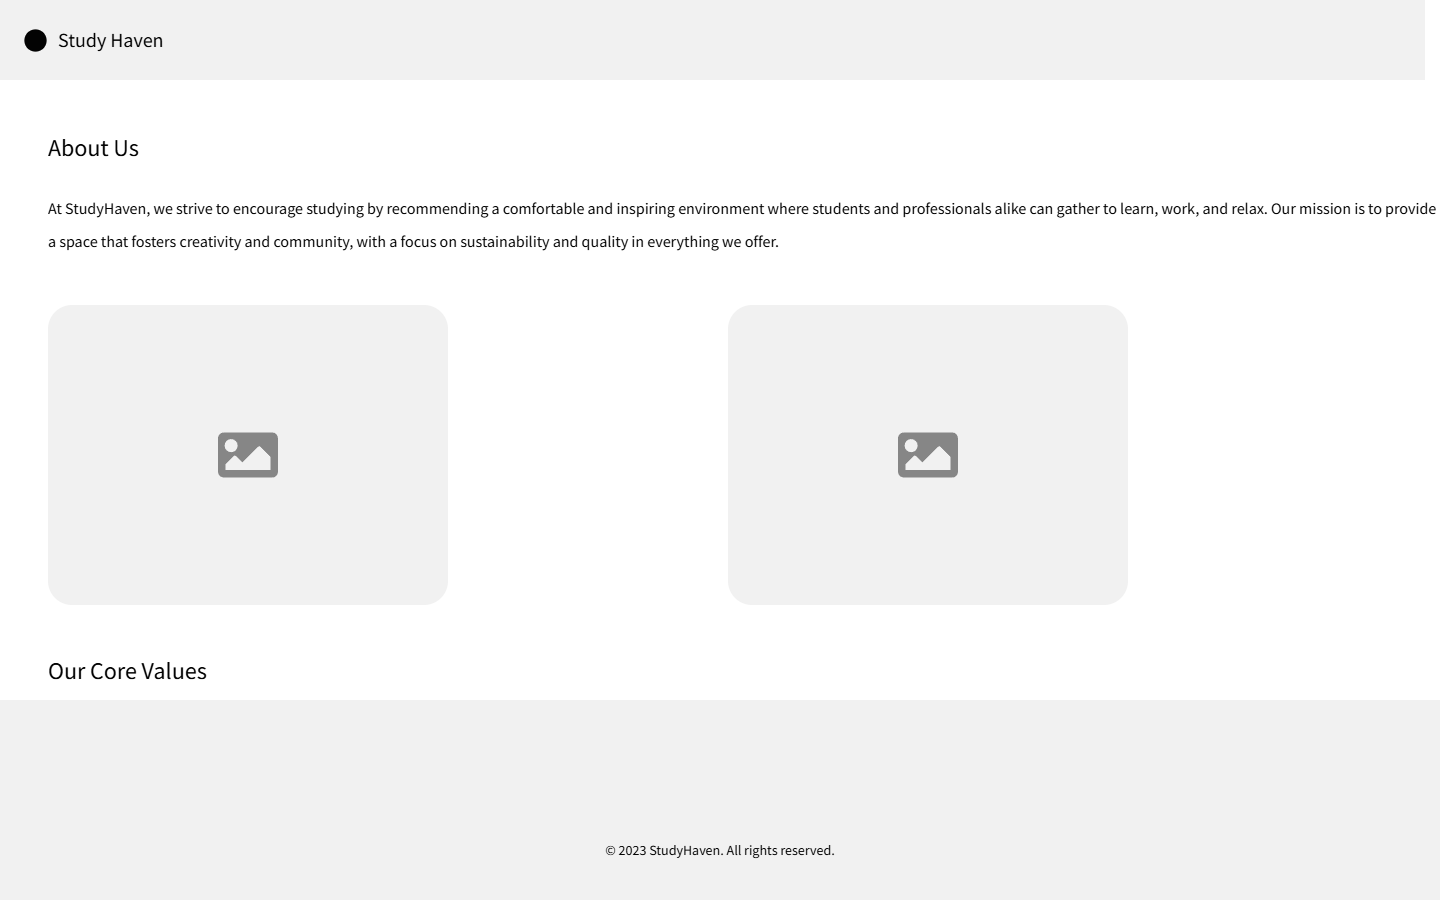 Study Haven
About Us
At StudyHaven, we strive to encourage studying by recommending a comfortable and inspiring environment where students and professionals alike can gather to learn, work, and relax. Our mission is to provide
a space that fosters creativity and community, with a focus on sustainability and quality in everything we offer.
Our Core Values
© 2023 StudyHaven. All rights reserved.